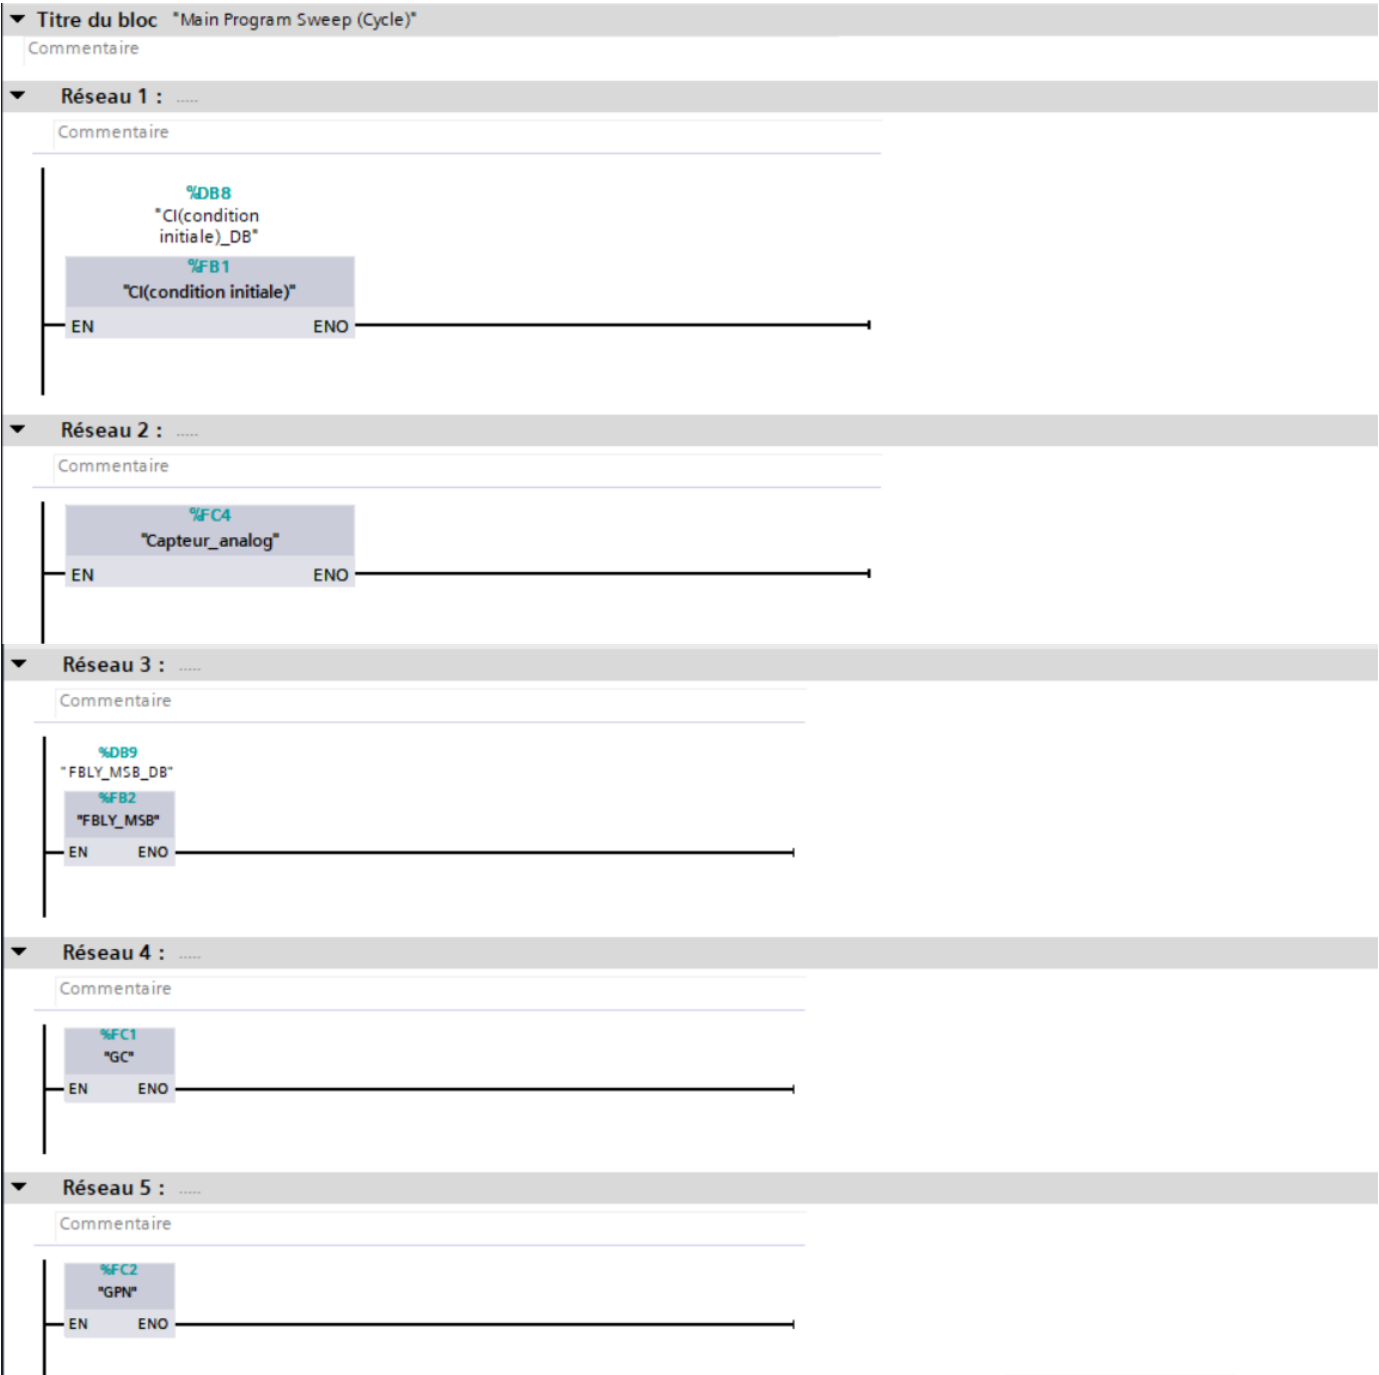 Titre du bloc "Main Program Sweep (Cycle)"
Commentaire
Réseau 1 : .....
Commentaire
%DB8
"CI(condition
initiale)_DB"
%FB1
"CI(condition initiale)"
EN ENO
Réseau 2 : .....
Commentaire
%FC4
"Capteur_analog"
EN ENO
Réseau 3 : .....
Commentaire
%DB9
"FBLY_MSB_DB"
%FB2
"FBLY_MSB"
EN ENO
Réseau 4 : .....
Commentaire
%FC1
"GC"
EN ENO
Réseau 5 : .....
Commentaire
%FC2
"GPN"
EN ENO